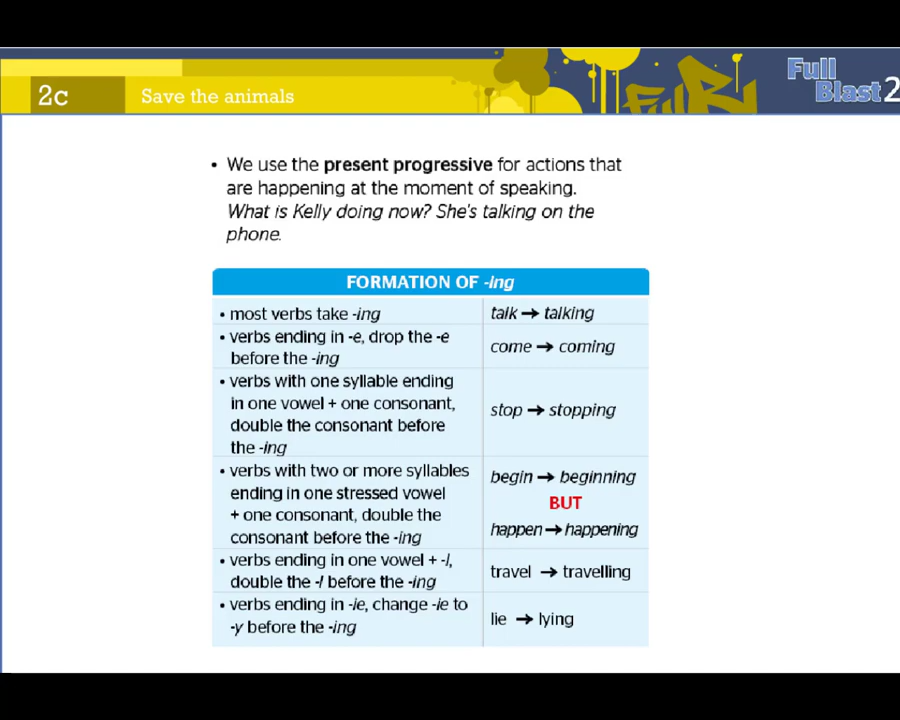 Full
Blast 2
2c
Save the animals
• We use the present progressive for actions that
are happening at the moment of speaking.
What is Kelly doing now? She's talking on the
phone.
FORMATION OF -ing
• most verbs take -ing
talk → talking
• verbs ending in -e, drop the -e
before the -ing
come → coming
• verbs with one syllable ending
in one vowel + one consonant,
double the consonant before
the -ing
stop → stopping
• verbs with two or more syllables
ending in one stressed vowel
+ one consonant, double the
consonant before the -ing
begin → beginning
BUT
happen → happening
• verbs ending in one vowel + -l,
double the -l before the -ing
travel → travelling
• verbs ending in -ie, change -ie to
-y before the -ing
lie → lying